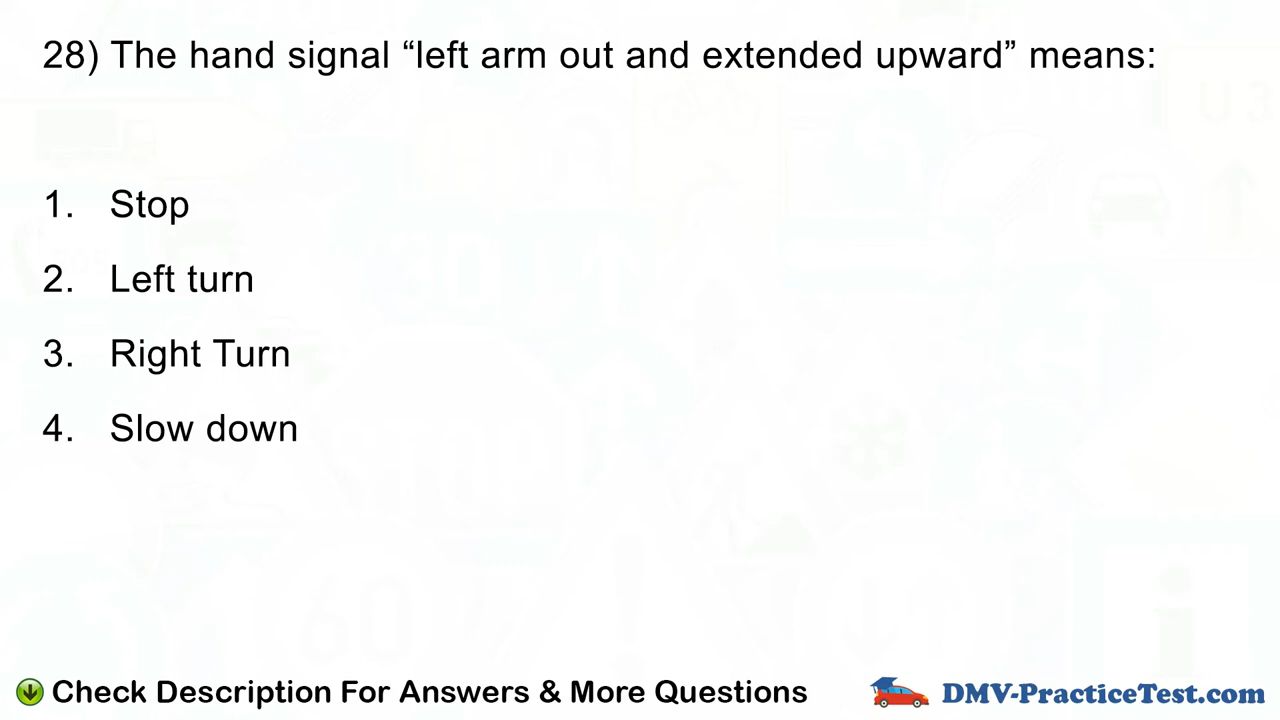 28) The hand signal “left arm out and extended upward” means:
1. Stop
2. Left turn
3. Right Turn
4. Slow down
Check Description For Answers & More Questions
DMV-PracticeTest.com